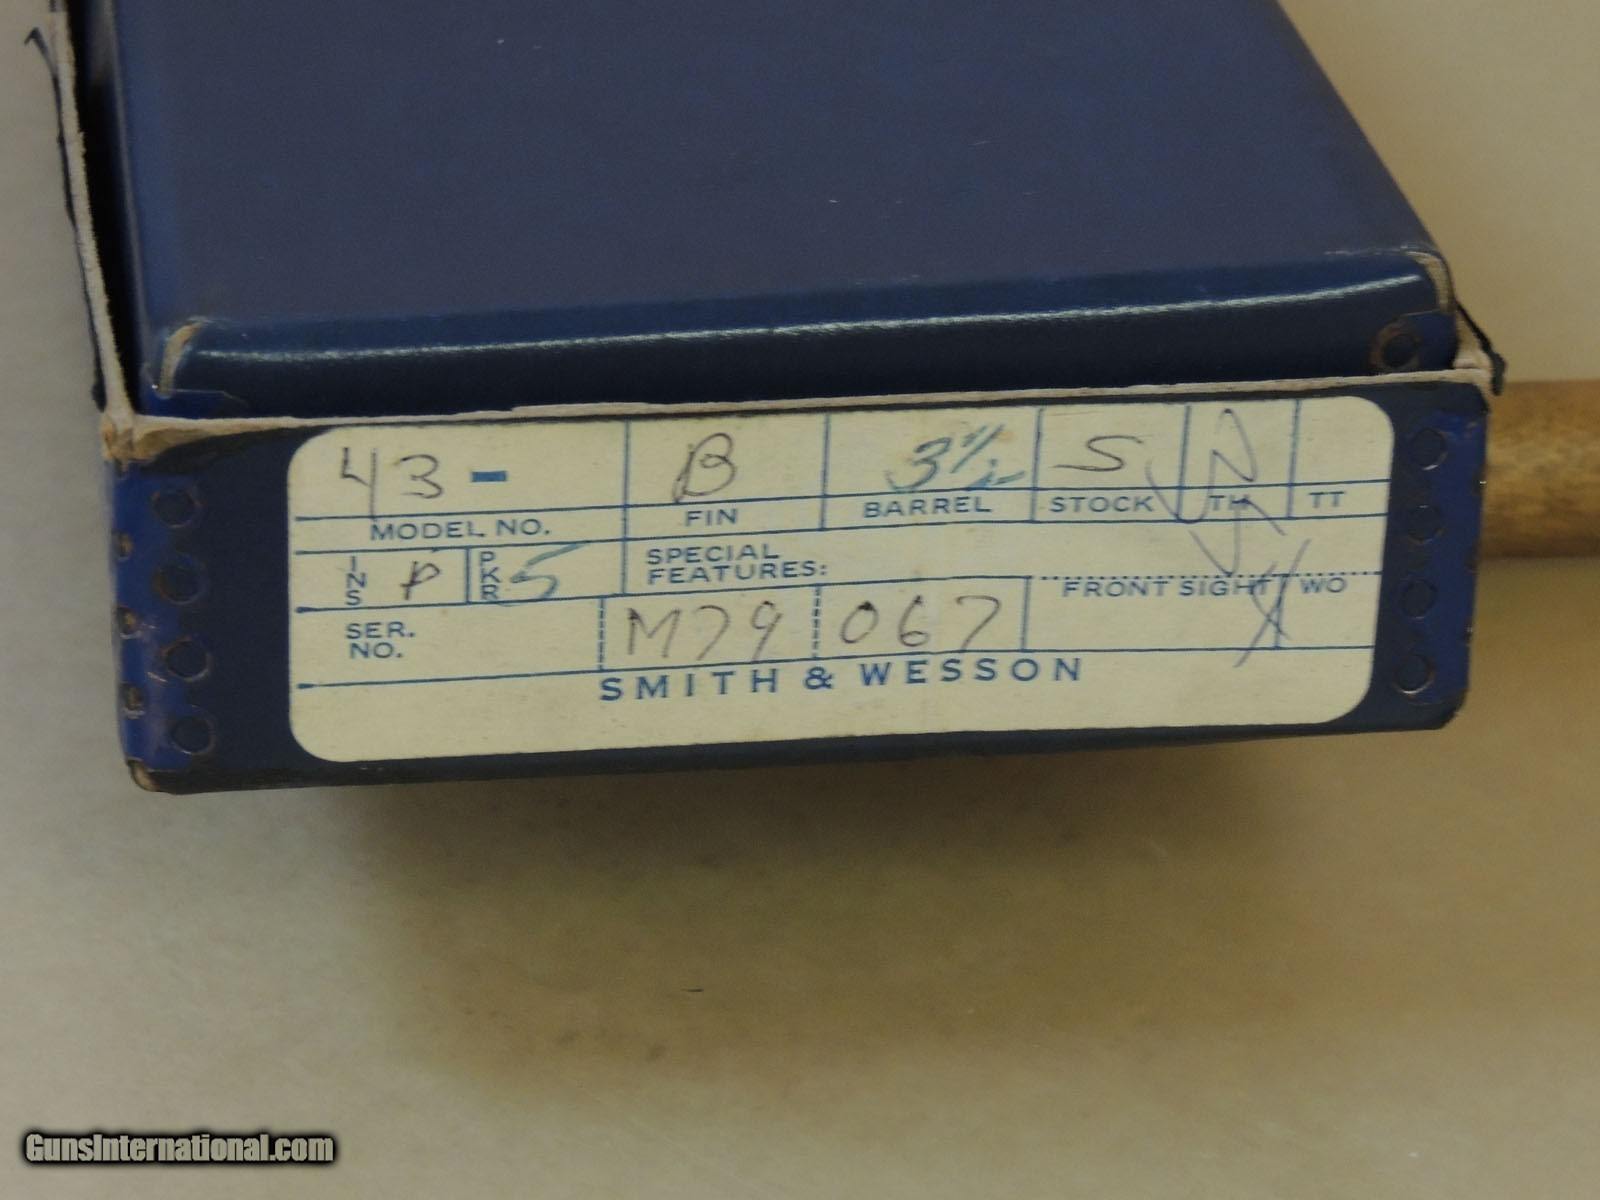 43- B 3½ S N
MODEL NO. FIN BARREL STOCK TH TT
INS P PKR 5 SPECIAL FEATURES:
FRONT SIGHT WO
SER. NO. M79 067
SMITH & WESSON
GunsInternational.com